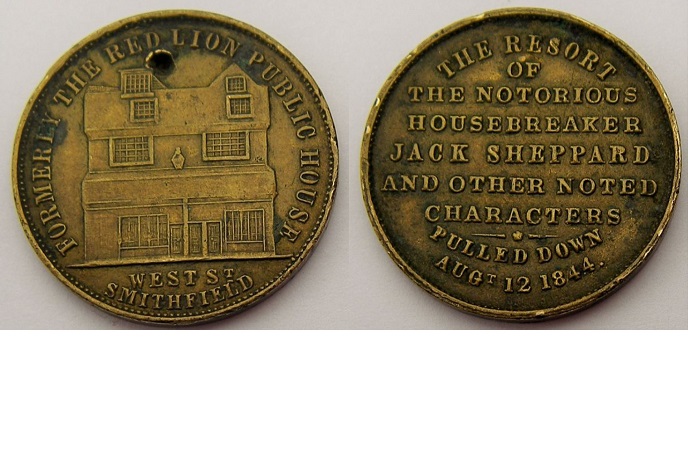 FORMERLY THE RED LION PUBLIC HOUSE
WEST ST
SMITHFIELD
THE RESORT
OF
THE NOTORIOUS
HOUSEBREAKER
JACK SHEPPARD
AND OTHER NOTED
CHARACTERS
PULLED DOWN
AUGT 12 1844.